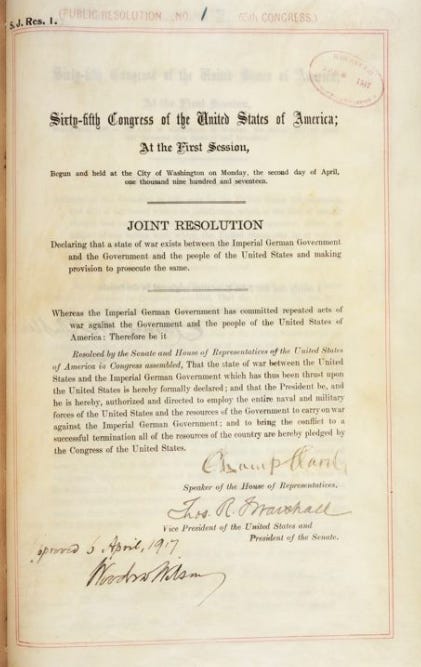 S. J. Res. 1.
(PUBLIC RESOLUTION NO. 1 65th CONGRESS.)
Sixty-fifth Congress of the United States of America;
At the First Session,
Begun and held at the City of Washington on Monday, the second day of April,
one thousand nine hundred and seventeen.
JOINT RESOLUTION
Declaring that a state of war exists between the Imperial German Government
and the Government and the people of the United States and making
provision to prosecute the same.
Whereas the Imperial German Government has committed repeated acts of
war against the Government and the people of the United States of
America: Therefore be it
Resolved by the Senate and House of Representatives of the United States
of America in Congress assembled, That the state of war between the United
States and the Imperial German Government which has thus been thrust upon
the United States is hereby formally declared; and that the President be, and
he is hereby, authorized and directed to employ the entire naval and military
forces of the United States and the resources of the Government to carry on war
against the Imperial German Government; and to bring the conflict to a
successful termination all of the resources of the country are hereby pledged by
the Congress of the United States.
Champ Clark
Speaker of the House of Representatives.
Thos. R. Marshall
Vice President of the United States and
President of the Senate.
pproved 6 April, 1917
Woodrow Wilson